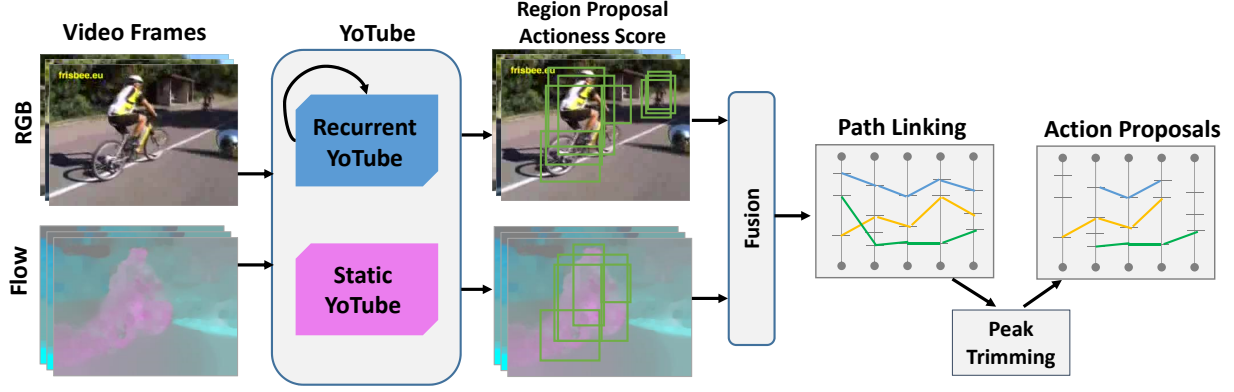 Video Frames
YoTube
Region Proposal
Actioness Score
RGB
frisbee.eu
Recurrent
YoTube
Flow
Static
YoTube
Fusion
Path Linking
Action Proposals
Peak
Trimming